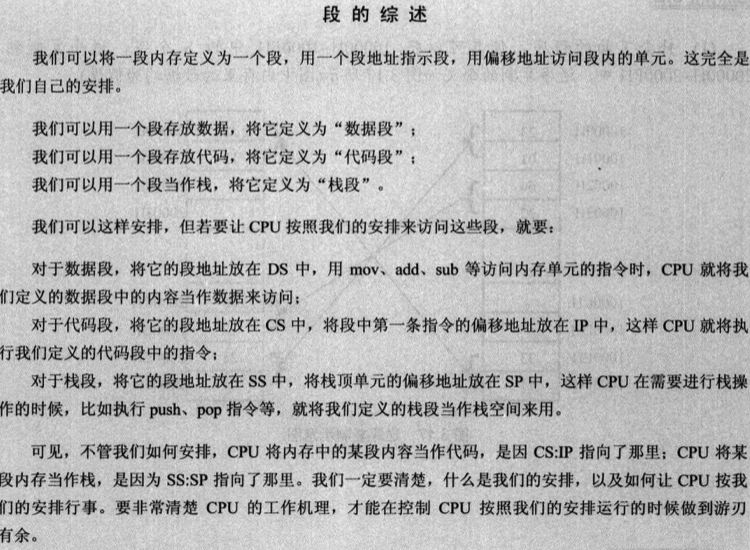 段的综述
我们可以将一段内存定义为一个段，用一个段地址指示段，用偏移地址访问段内的单元。这完全是
我们自己的安排。
我们可以用一个段存放数据，将它定义为“数据段”；
我们可以用一个段存放代码，将它定义为“代码段”；
我们可以用一个段当作栈，将它定义为“栈段”。
我们可以这样安排，但若要让 CPU 按照我们的安排来访问这些段，就要：
对于数据段，将它的段地址放在 DS 中，用 mov、add、sub 等访问内存单元的指令时，CPU 就将我
们定义的数据段中的内容当作数据来访问；
对于代码段，将它的段地址放在 CS 中，将段中第一条指令的偏移地址放在 IP 中，这样 CPU 就将执
行我们定义的代码段中的指令；
对于栈段，将它的段地址放在 SS 中，将栈顶单元的偏移地址放在 SP 中，这样 CPU 在需要进行栈操
作的时候，比如执行 push、pop 指令等，就将我们定义的栈段当作栈空间来用。
可见，不管我们如何安排，CPU 将内存中的某段内容当作代码，是因 CS:IP 指向了那里；CPU 将某
段内存当作栈，是因为 SS:SP 指向了那里。我们一定要清楚，什么是我们的安排，以及如何让 CPU 按我
们的安排行事。要非常清楚 CPU 的工作机理，才能在控制 CPU 按照我们的安排运行的时候做到游刃
有余。